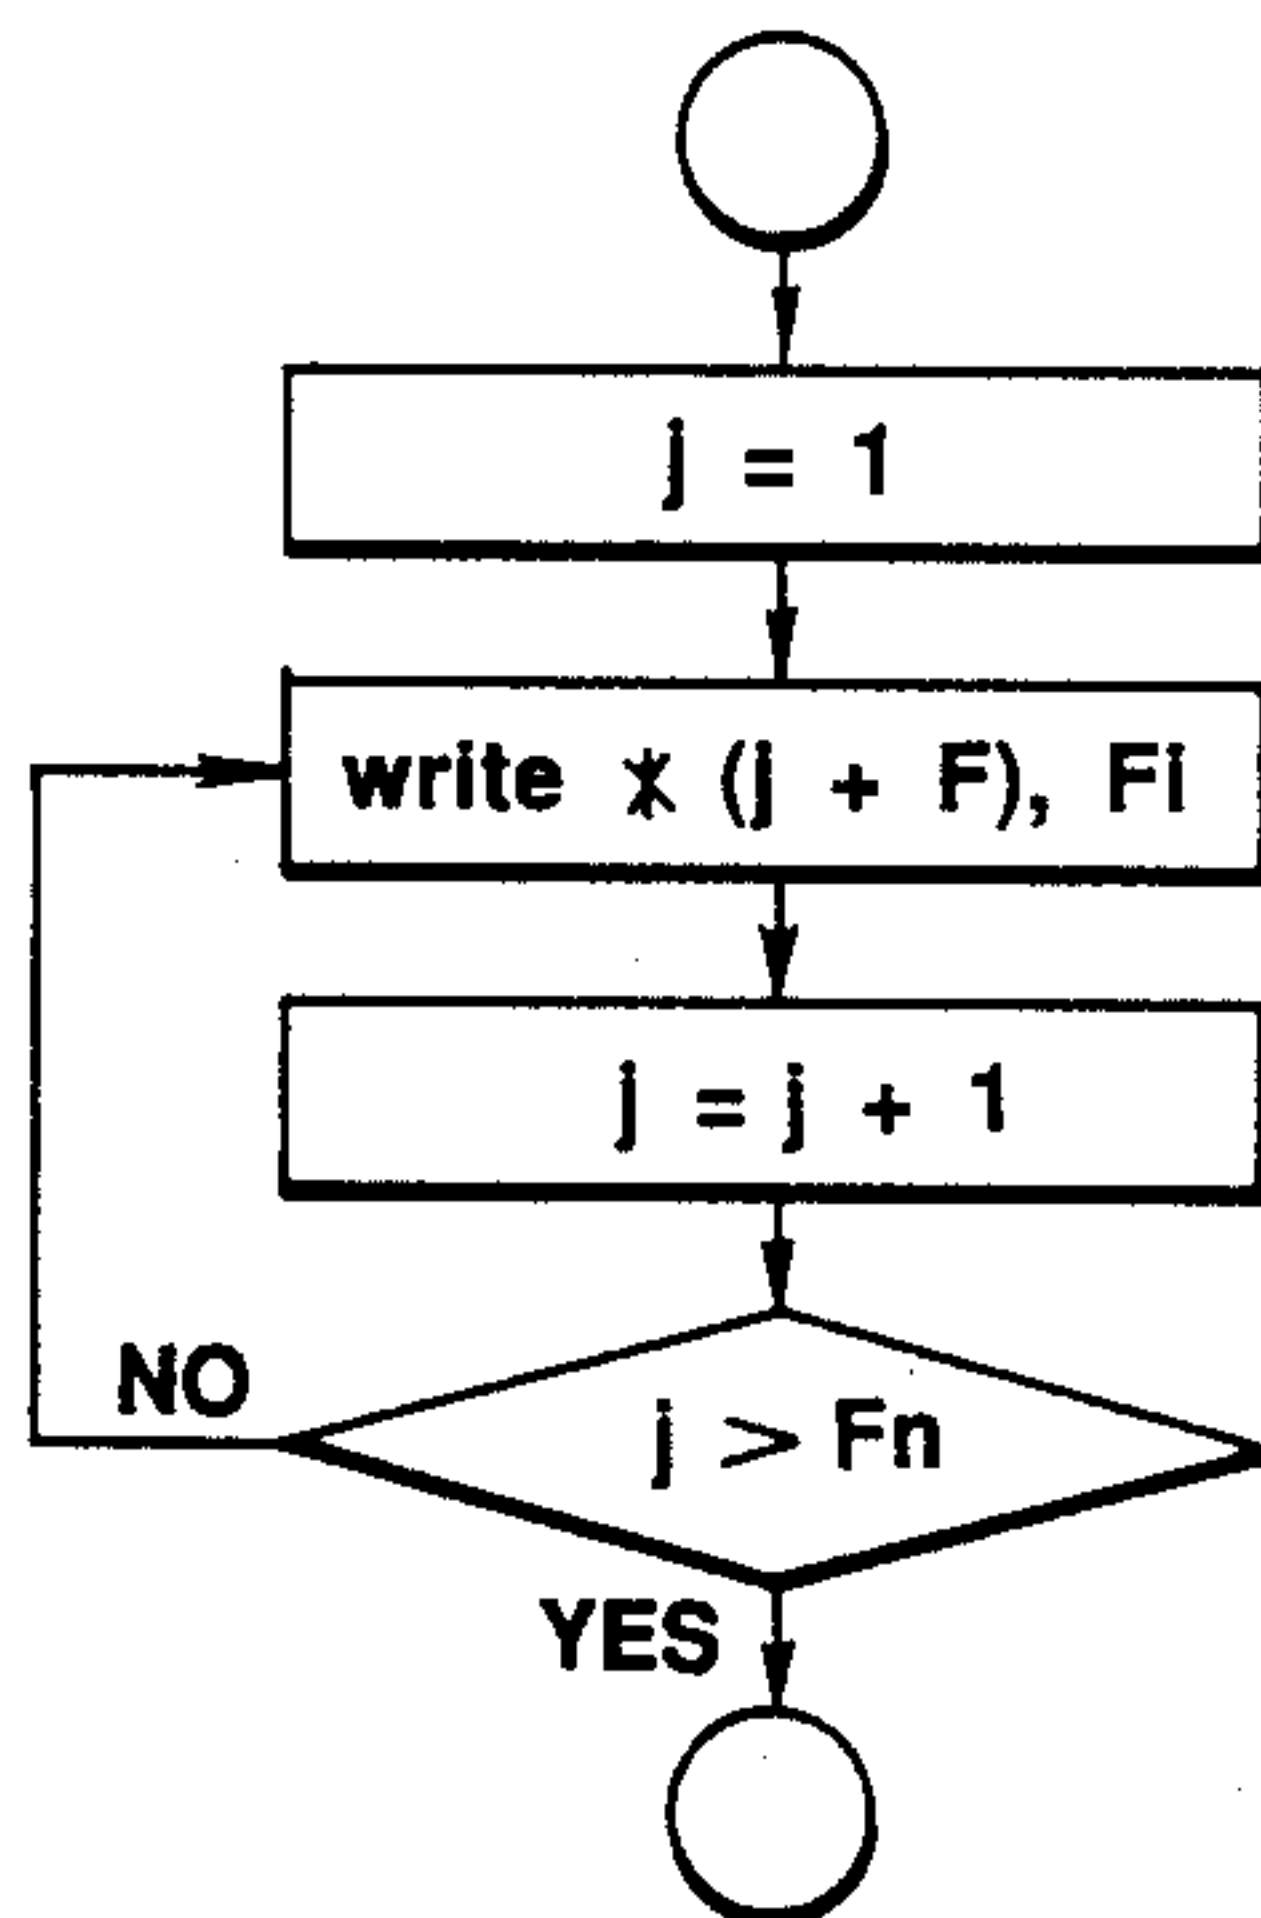 j = 1
write * (j + F), Fi
j = j + 1
NO
j > Fn
YES